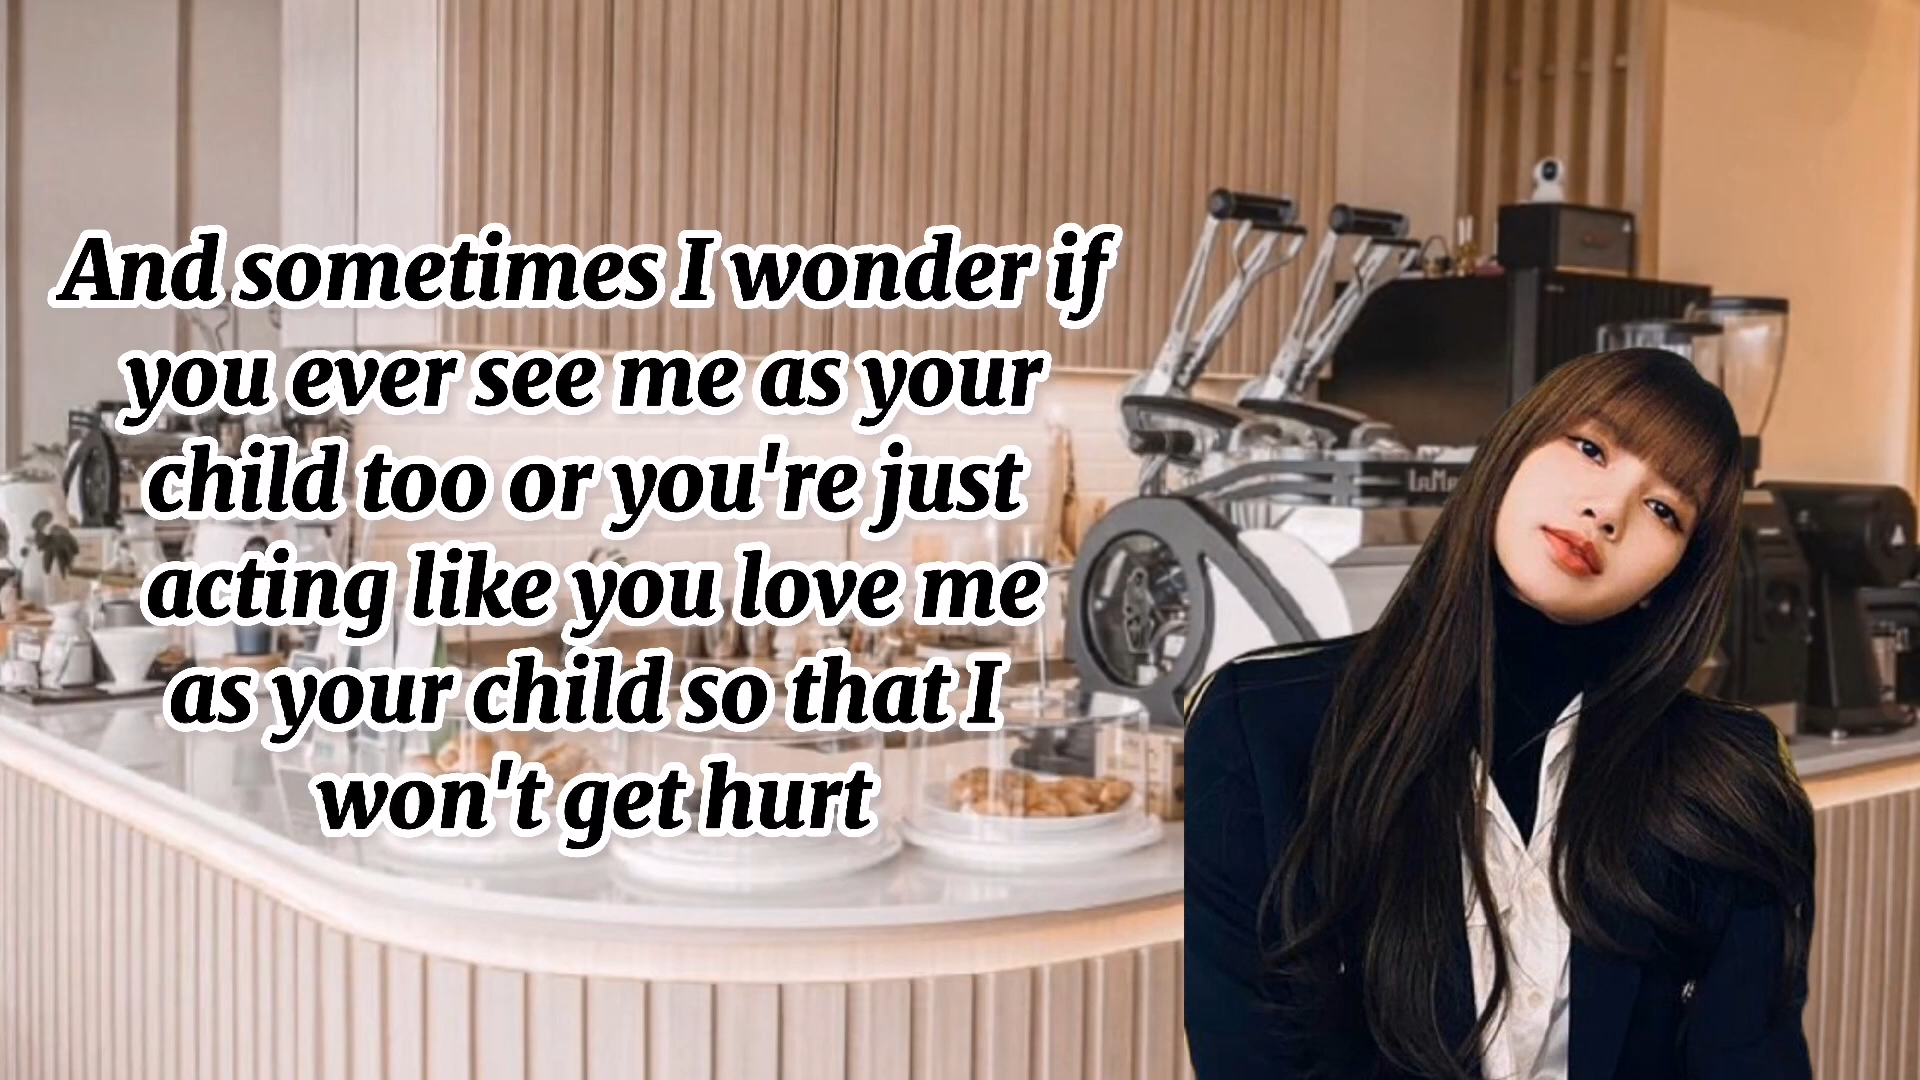 And sometimes I wonder if
you ever see me as your
child too or you're just
acting like you love me
as your child so that I
won't get hurt